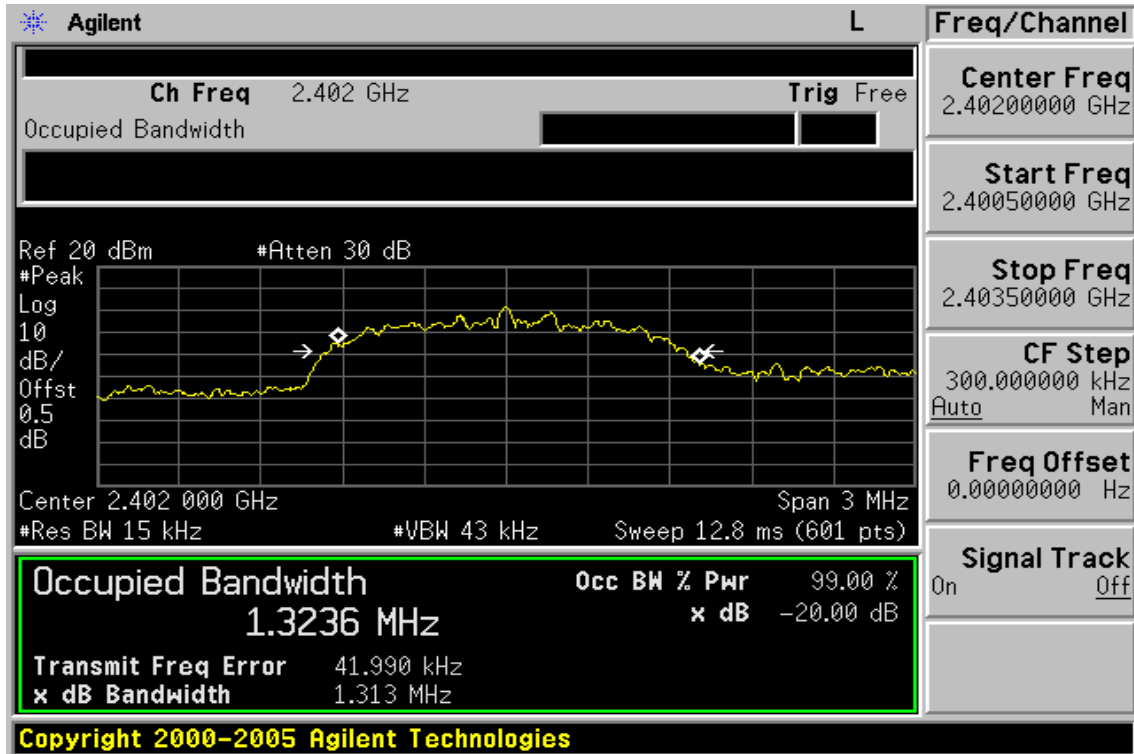 Agilent L Freq/Channel
Ch Freq 2.402 GHz Trig Free
Occupied Bandwidth
Center Freq
2.40200000 GHz
Start Freq
2.40050000 GHz
Stop Freq
2.40350000 GHz
CF Step
300.000000 kHz
Auto Man
Freq Offset
0.00000000 Hz
Signal Track
On Off
Ref 20 dBm #Atten 30 dB
#Peak
Log
10
dB/
Offst
0.5
dB
Center 2.402 000 GHz Span 3 MHz
#Res BW 15 kHz #VBW 43 kHz Sweep 12.8 ms (601 pts)
Occupied Bandwidth Occ BW % Pwr 99.00 %
1.3236 MHz x dB -20.00 dB
Transmit Freq Error 41.990 kHz
x dB Bandwidth 1.313 MHz
Copyright 2000-2005 Agilent Technologies